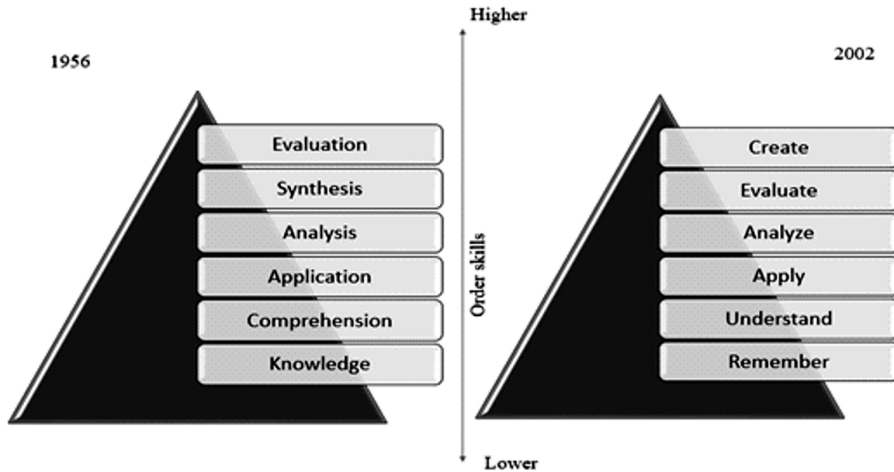 Higher
1956
2002
Evaluation
Synthesis
Analysis
Application
Comprehension
Knowledge
Order skills
Create
Evaluate
Analyze
Apply
Understand
Remember
Lower